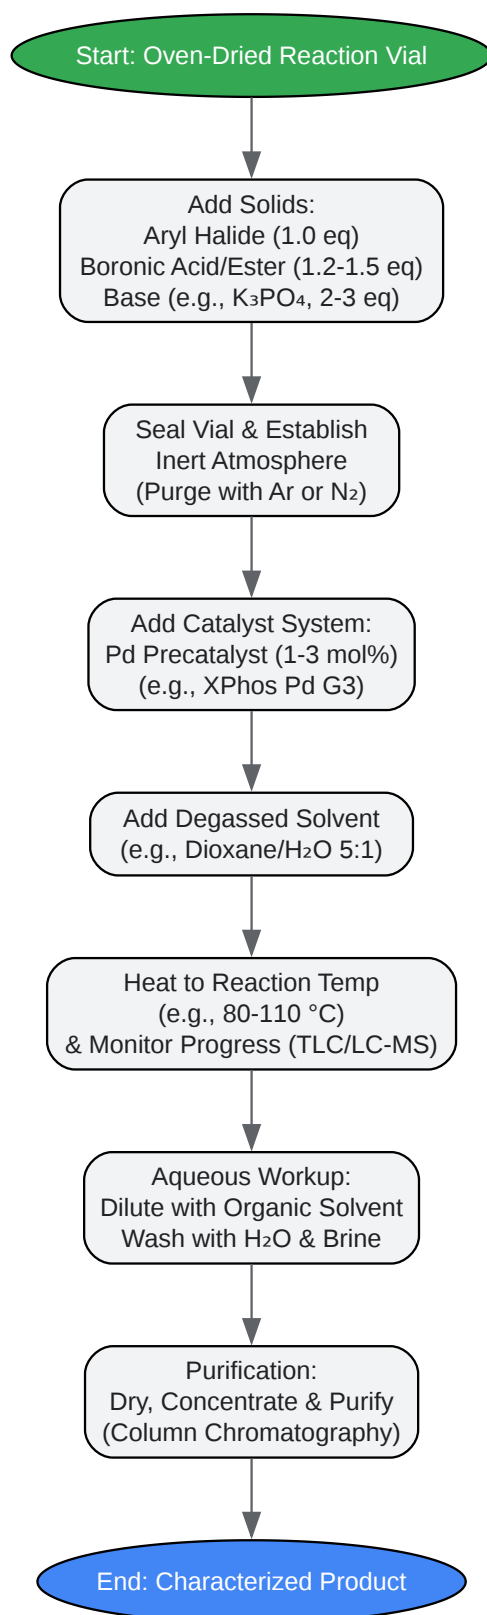 Start: Oven-Dried Reaction Vial
Add Solids:
Aryl Halide (1.0 eq)
Boronic Acid/Ester (1.2-1.5 eq)
Base (e.g., K₃PO₄, 2-3 eq)
Seal Vial & Establish
Inert Atmosphere
(Purge with Ar or N₂)
Add Catalyst System:
Pd Precatalyst (1-3 mol%)
(e.g., XPhos Pd G3)
Add Degassed Solvent
(e.g., Dioxane/H₂O 5:1)
Heat to Reaction Temp
(e.g., 80-110 °C)
& Monitor Progress (TLC/LC-MS)
Aqueous Workup:
Dilute with Organic Solvent
Wash with H₂O & Brine
Purification:
Dry, Concentrate & Purify
(Column Chromatography)
End: Characterized Product